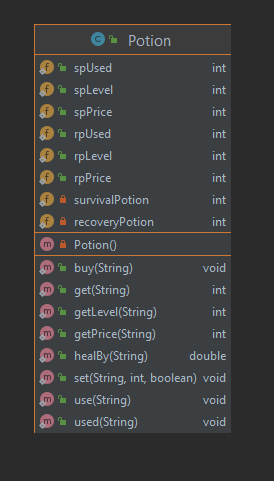 Potion
spUsed int
spLevel int
spPrice int
rpUsed int
rpLevel int
rpPrice int
survivalPotion int
recoveryPotion int
Potion()
buy(String) void
get(String) int
getLevel(String) int
getPrice(String) int
healBy(String) double
set(String, int, boolean) void
use(String) void
used(String) void